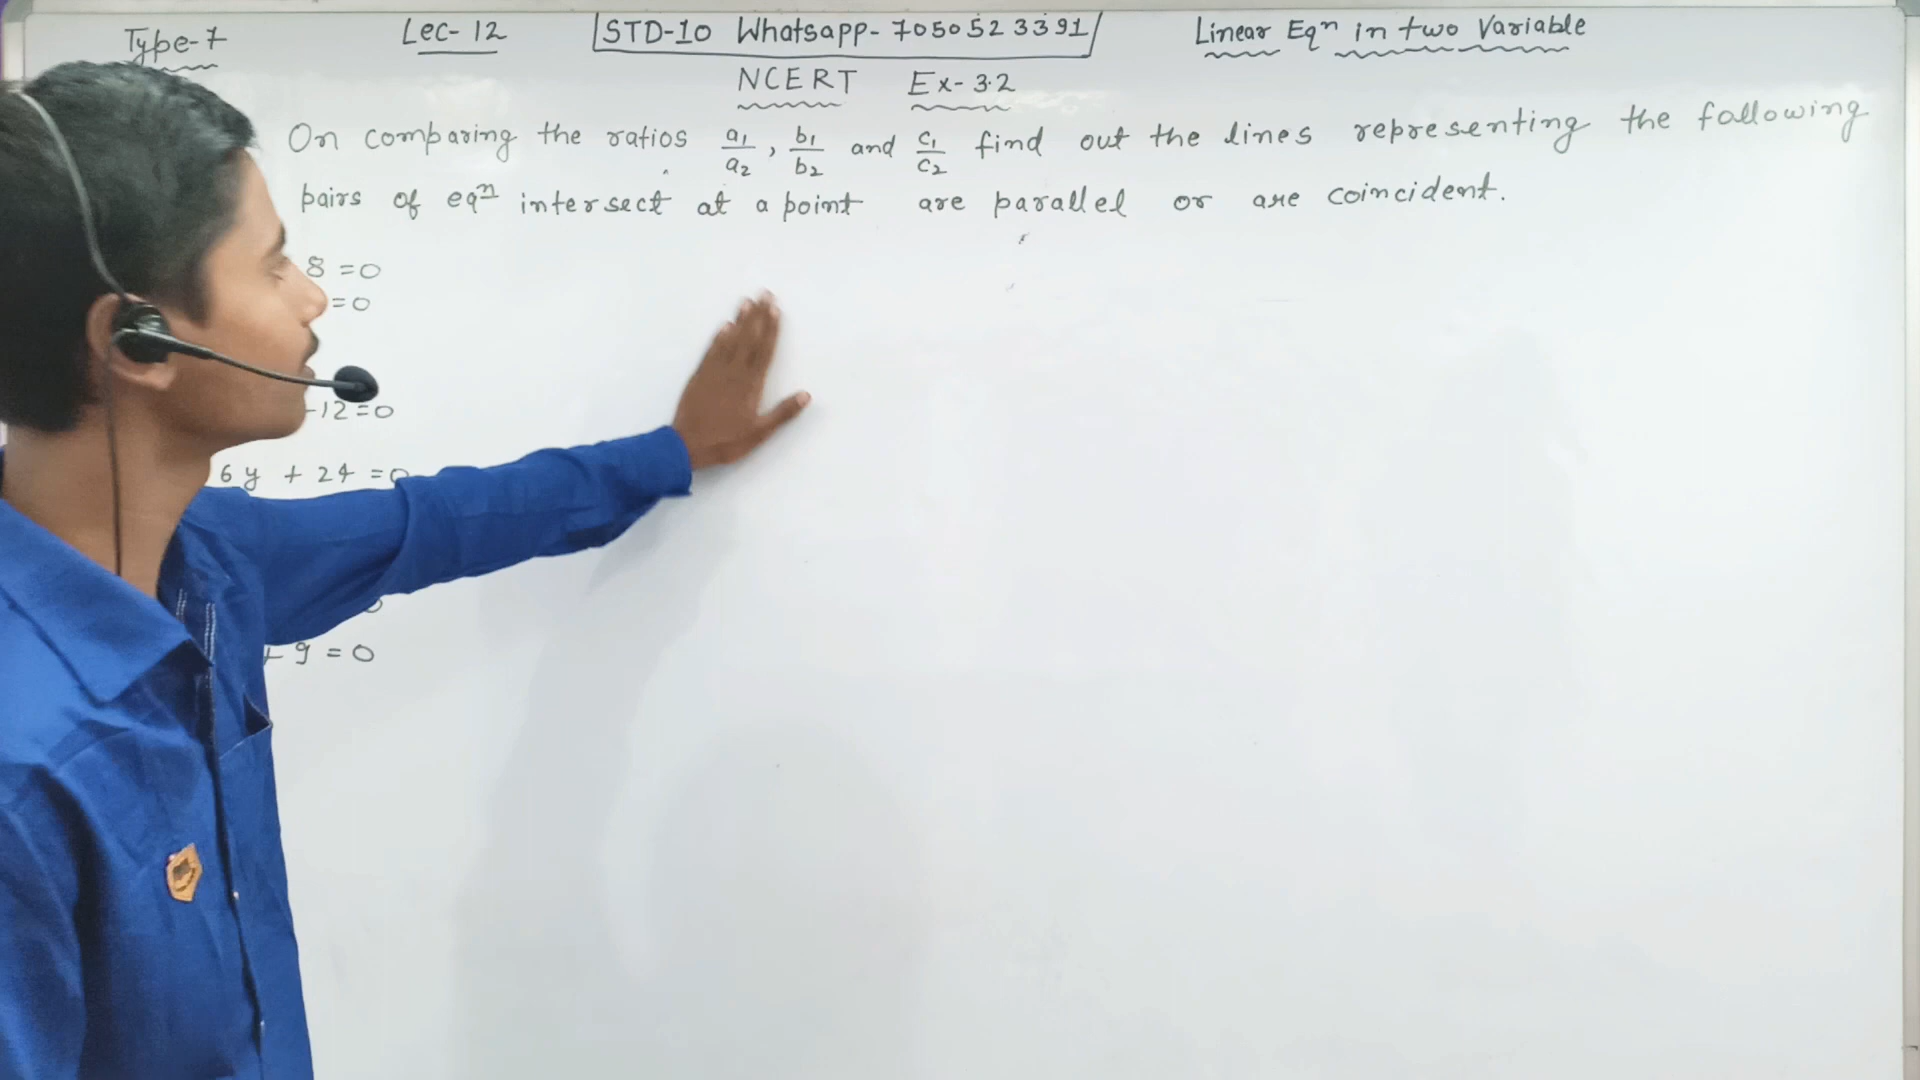 Type-7 Lec-12 STD-10 Whatsapp-7050523391 Linear Eqn in two Variable
NCERT Ex-3.2
On comparing the ratios a1/a2, b1/b2 and c1/c2 find out the lines representing the following
pairs of eqn intersect at a point are parallel or are coincident.
8 =0
=0
-12=0
6y + 24 =0
+ 9 = 0